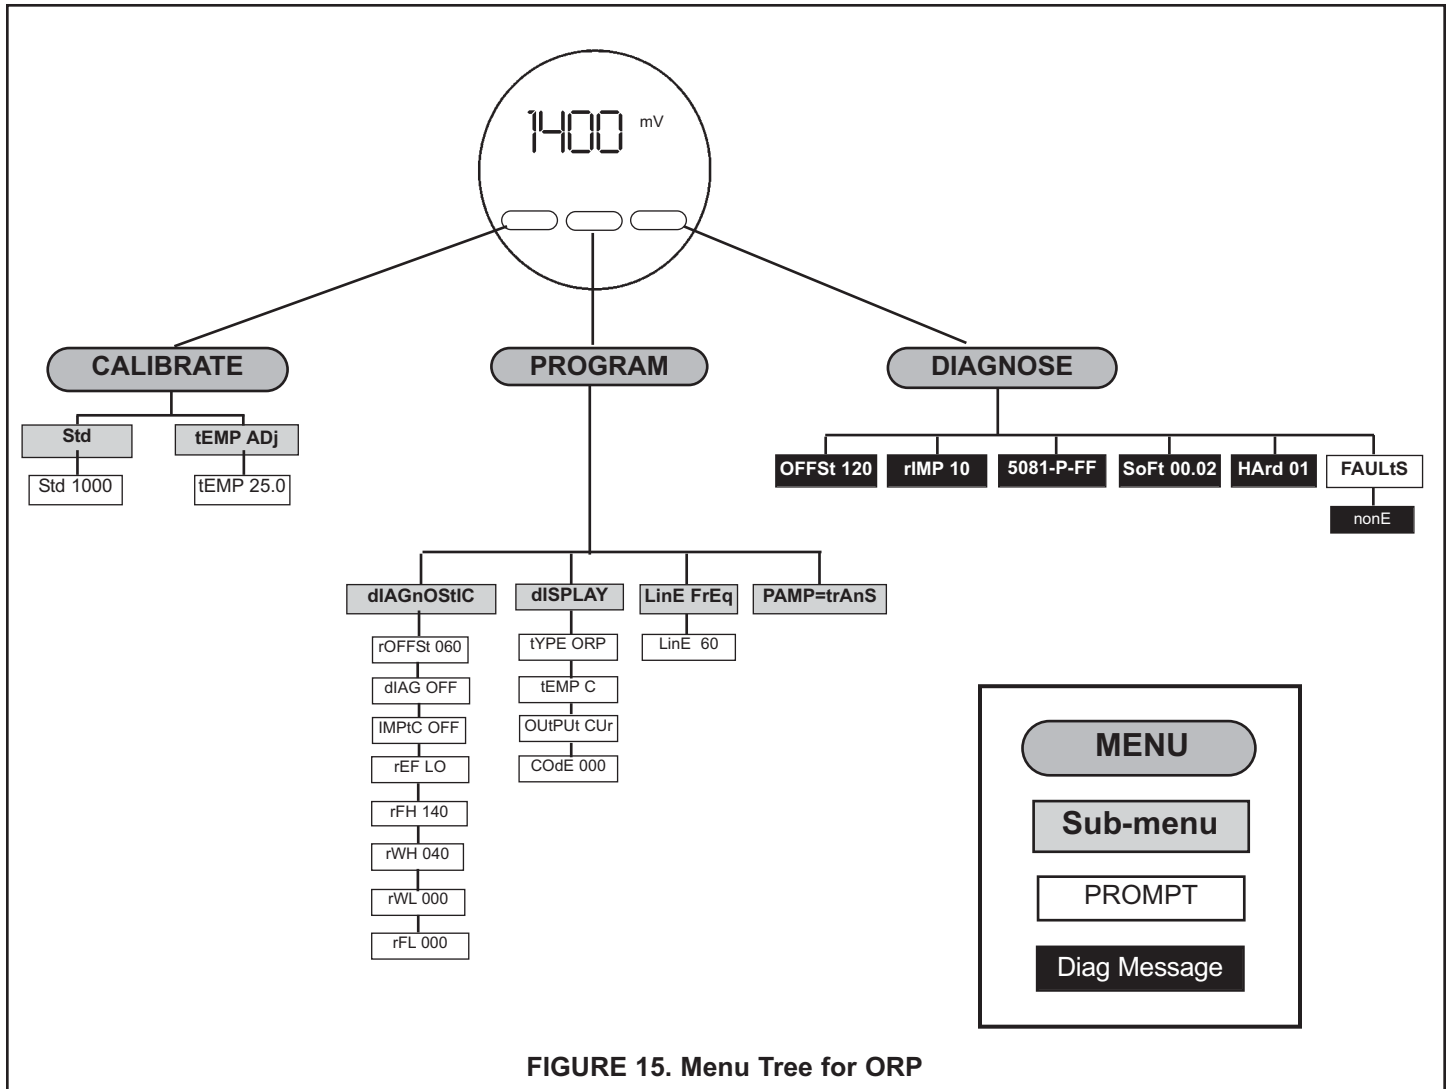 1400 mV
CALIBRATE
PROGRAM
DIAGNOSE
Std
tEMP ADj
Std 1000
tEMP 25.0
OFFSt 120
rIMP 10
5081-P-FF
SoFt 00.02
HArd 01
FAULtS
nonE
dIAGnOStIC
dISPLAY
LinE FrEq
PAMP=trAnS
rOFFSt 060
dIAG OFF
IMPtC OFF
rEF LO
rFH 140
rWH 040
rWL 000
rFL 000
tYPE ORP
tEMP C
OUtPUt CUr
COdE 000
LinE 60
MENU
Sub-menu
PROMPT
Diag Message
FIGURE 15. Menu Tree for ORP